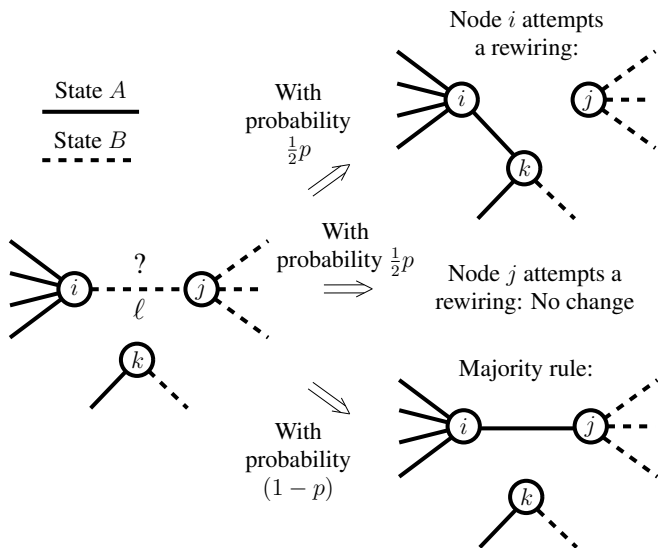 Node i attempts
a rewiring:
State A
State B
With
probability
½p
i
j
k
With
probability ½p
?
i
j
ℓ
k
Node j attempts a
rewiring: No change
Majority rule:
With
probability
(1 − p)
i
j
k